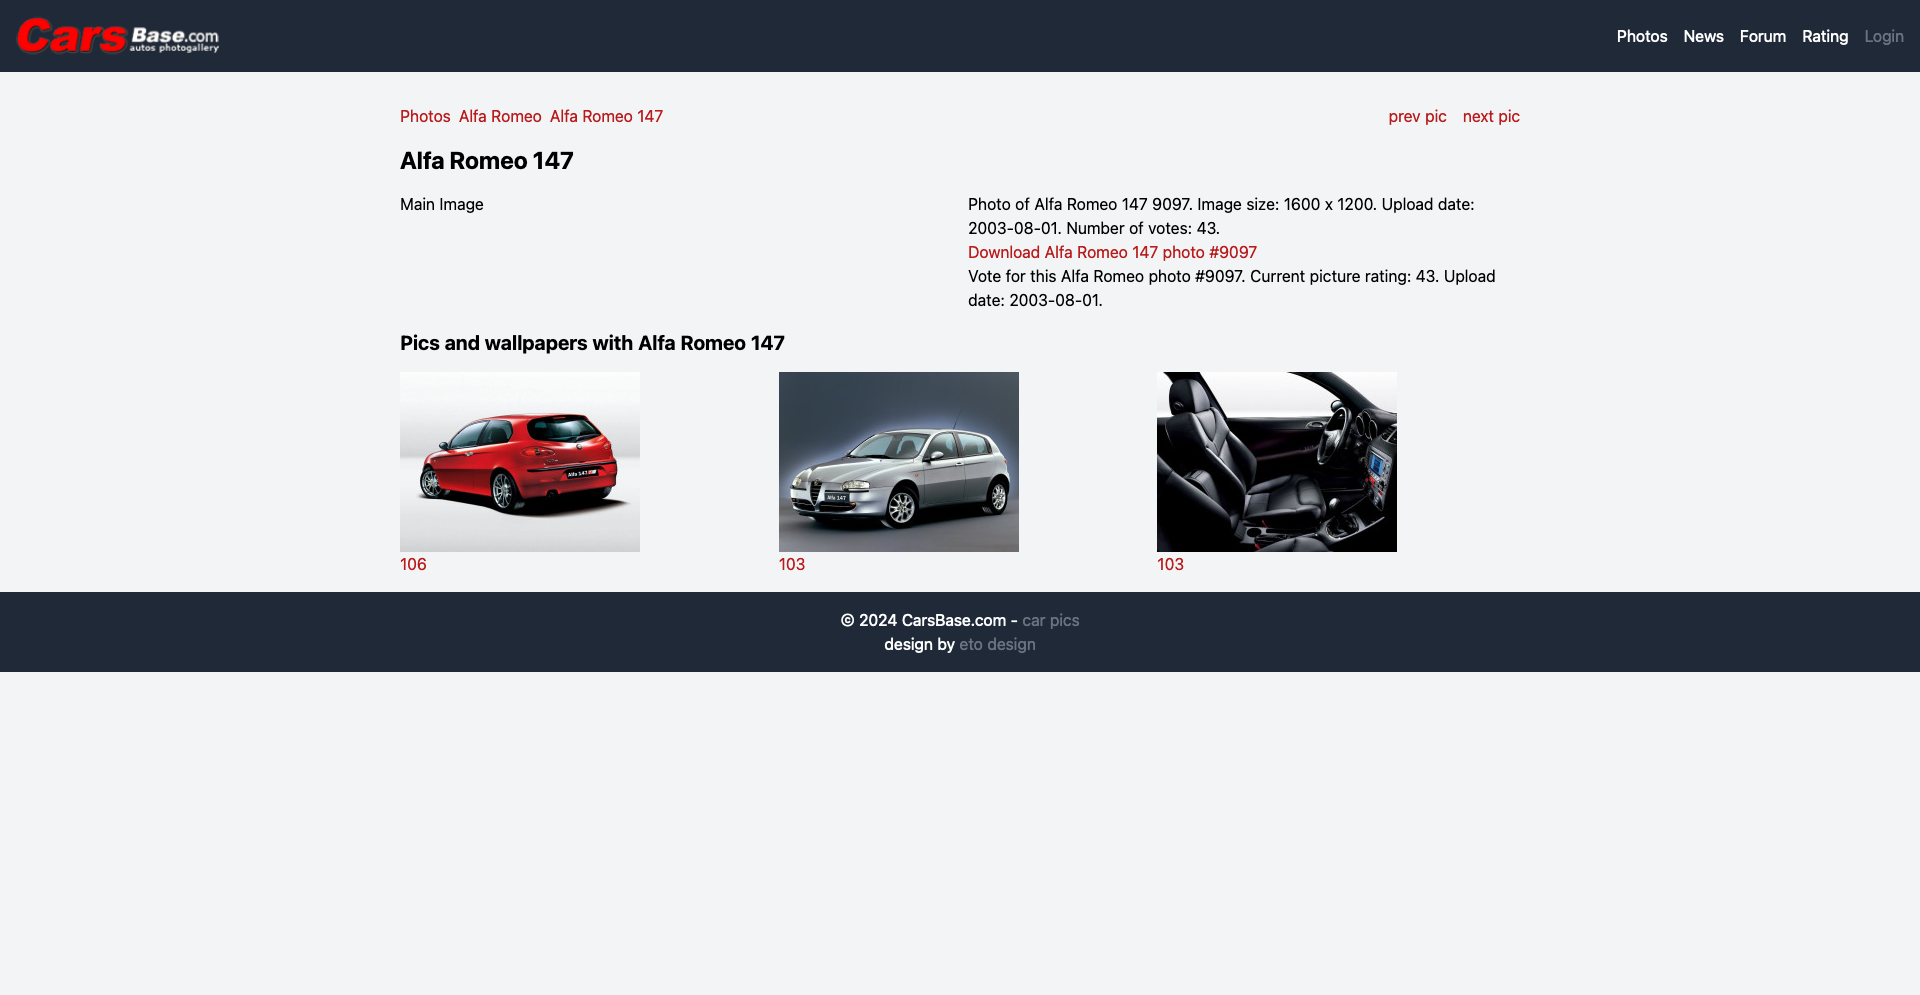 Cars Base.com
autos photogallery
Photos News Forum Rating Login
Photos Alfa Romeo Alfa Romeo 147
prev pic next pic
Alfa Romeo 147
Main Image
Photo of Alfa Romeo 147 9097. Image size: 1600 x 1200. Upload date:
2003-08-01. Number of votes: 43.
Download Alfa Romeo 147 photo #9097
Vote for this Alfa Romeo photo #9097. Current picture rating: 43. Upload
date: 2003-08-01.
Pics and wallpapers with Alfa Romeo 147
Alfa 147
Alfa 147
106
103
103
© 2024 CarsBase.com - car pics
design by eto design